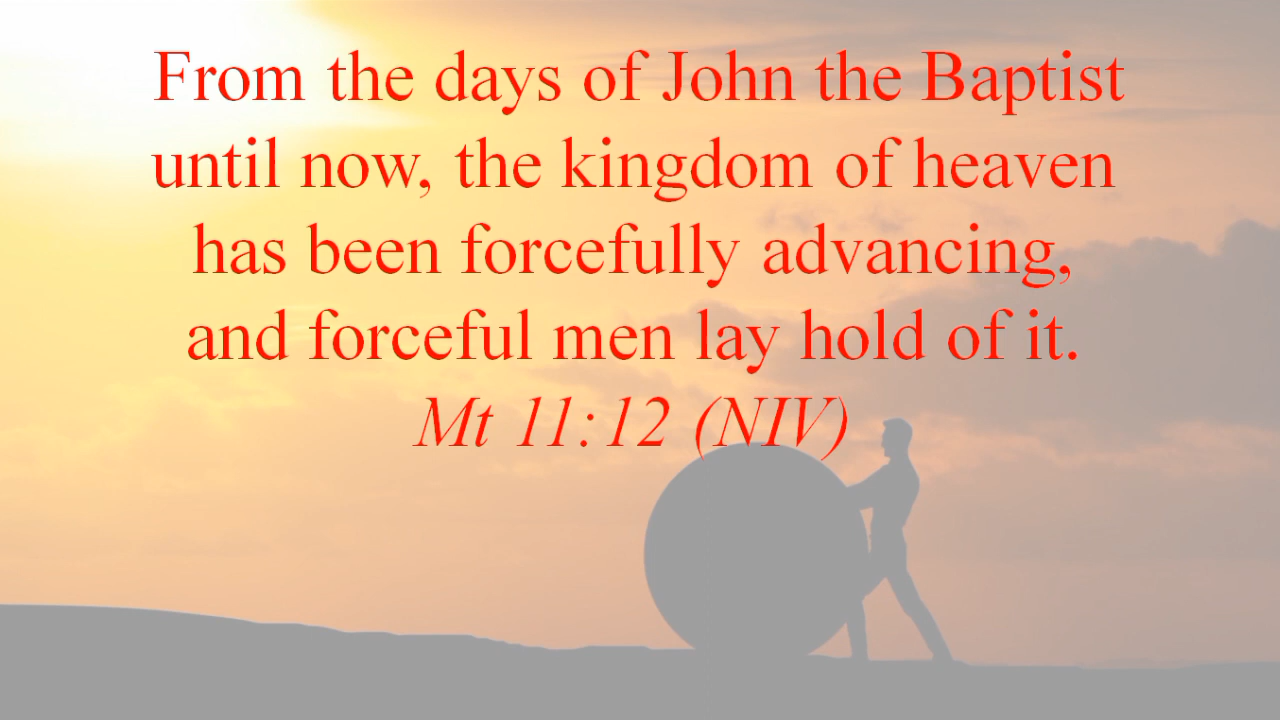 From the days of John the Baptist
until now, the kingdom of heaven
has been forcefully advancing,
and forceful men lay hold of it.
Mt 11:12 (NIV)